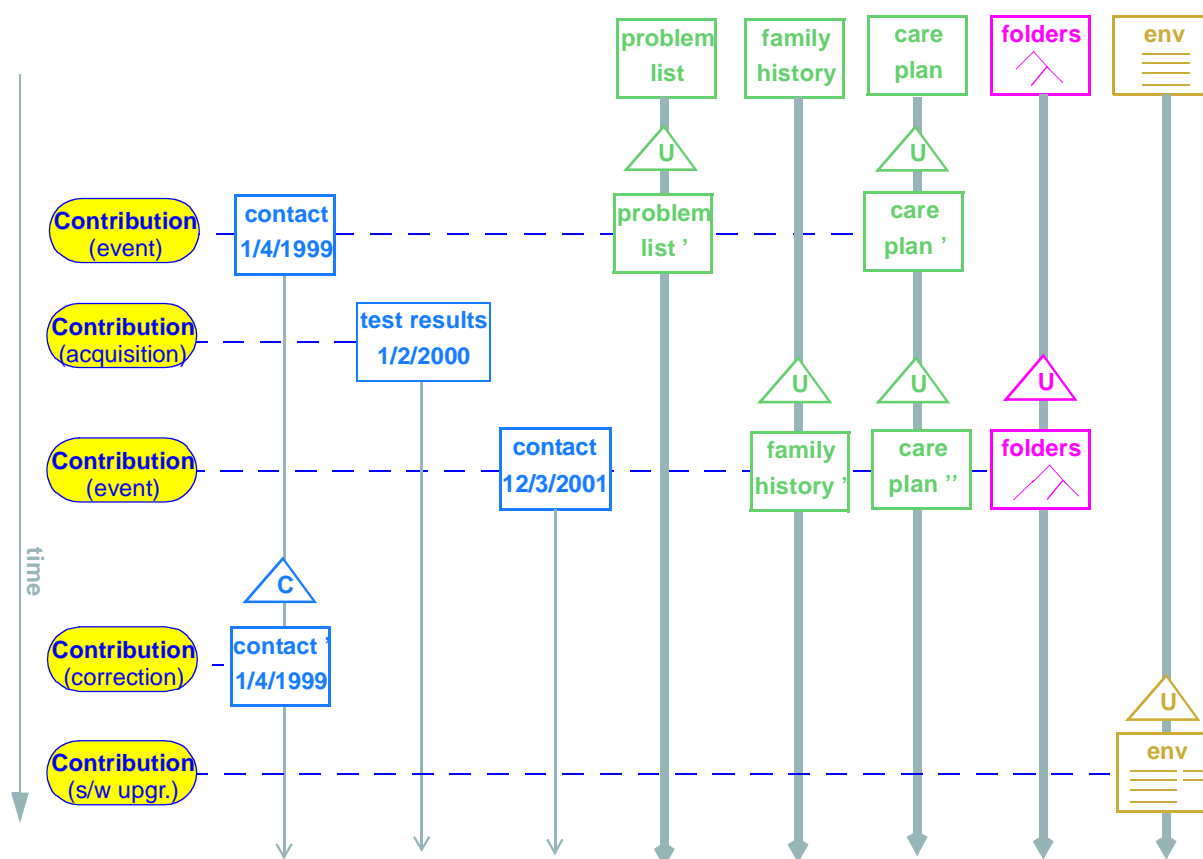 problem
list
family
history
care
plan
folders
env
U
U
Contribution
(event)
contact
1/4/1999
problem
list ’
care
plan ’
Contribution
(acquisition)
test results
1/2/2000
U
U
U
Contribution
(event)
contact
12/3/2001
family
history ’
care
plan ’’
folders
time
C
Contribution
(correction)
contact ’
1/4/1999
U
Contribution
(s/w upgr.)
env